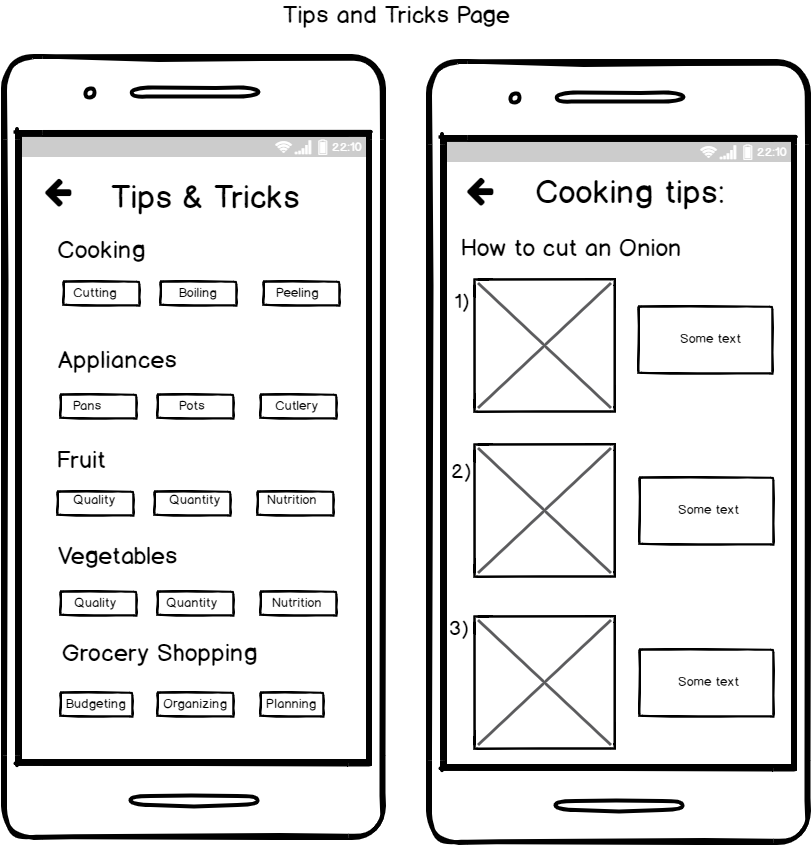 Tips and Tricks Page
22:10
Tips & Tricks
Cooking
Cutting Boiling Peeling
Appliances
Pans Pots Cutlery
Fruit
Quality Quantity Nutrition
Vegetables
Quality Quantity Nutrition
Grocery Shopping
Budgeting Organizing Planning
22:10
Cooking tips:
How to cut an Onion
1)
Some text
2)
Some text
3)
Some text